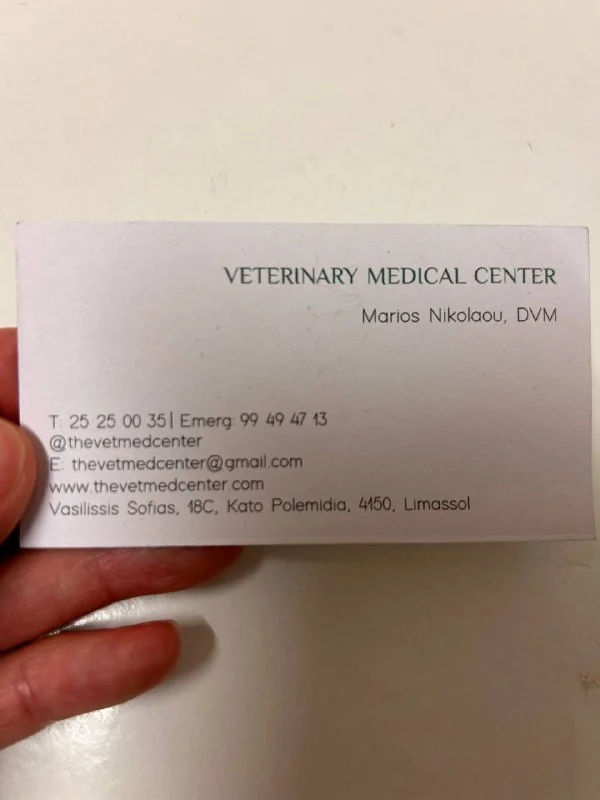 VETERINARY MEDICAL CENTER
Marios Nikolaou, DVM
T: 25 25 00 35| Emerg: 99 49 47 13
@thevetmedcenter
E: thevetmedcenter@gmail.com
www.thevetmedcenter.com
Vasilissis Sofias, 18C, Kato Polemidia, 4150, Limassol